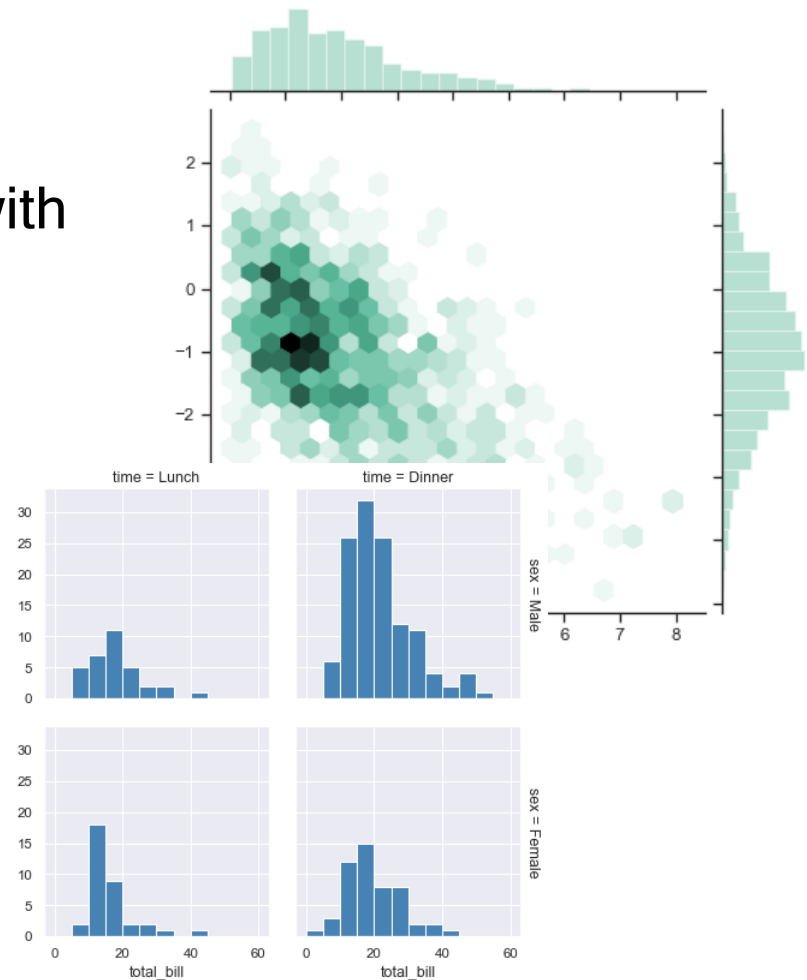 with
2
1
0
−1
−2
6 7 8
time = Lunch
time = Dinner
30
25
20
15
10
5
0
sex = Male
30
25
20
15
10
5
0
sex = Female
0 20 40 60
total_bill
0 20 40 60
total_bill